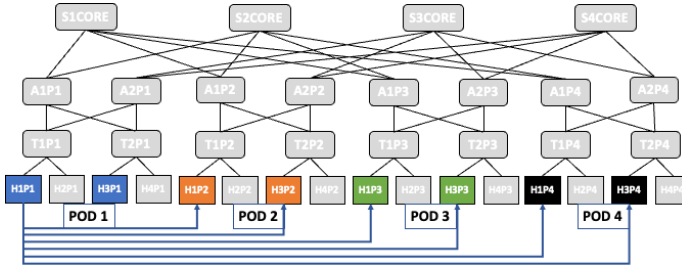 S1CORE S2CORE S3CORE S4CORE
A1P1 A2P1 A1P2 A2P2 A1P3 A2P3 A1P4 A2P4
T1P1 T2P1 T1P2 T2P2 T1P3 T2P3 T1P4 T2P4
H1P1 H2P1 H3P1 H4P1 H1P2 H2P2 H3P2 H4P2 H1P3 H2P3 H3P3 H4P3 H1P4 H2P4 H3P4 H4P4
POD 1 POD 2 POD 3 POD 4